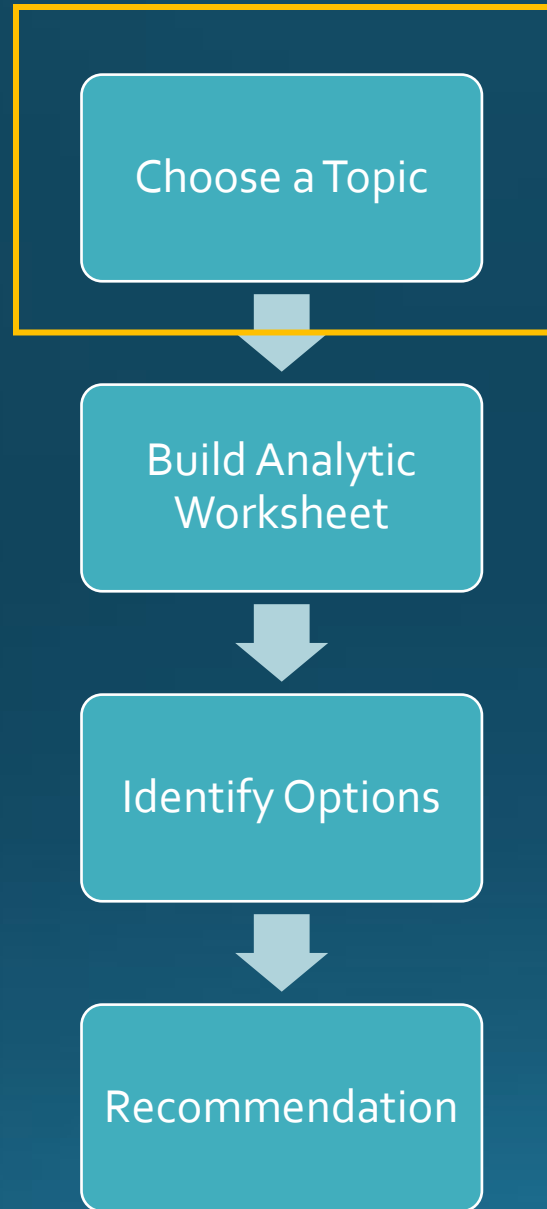 Choose a Topic
Build Analytic
Worksheet
Identify Options
Recommendation